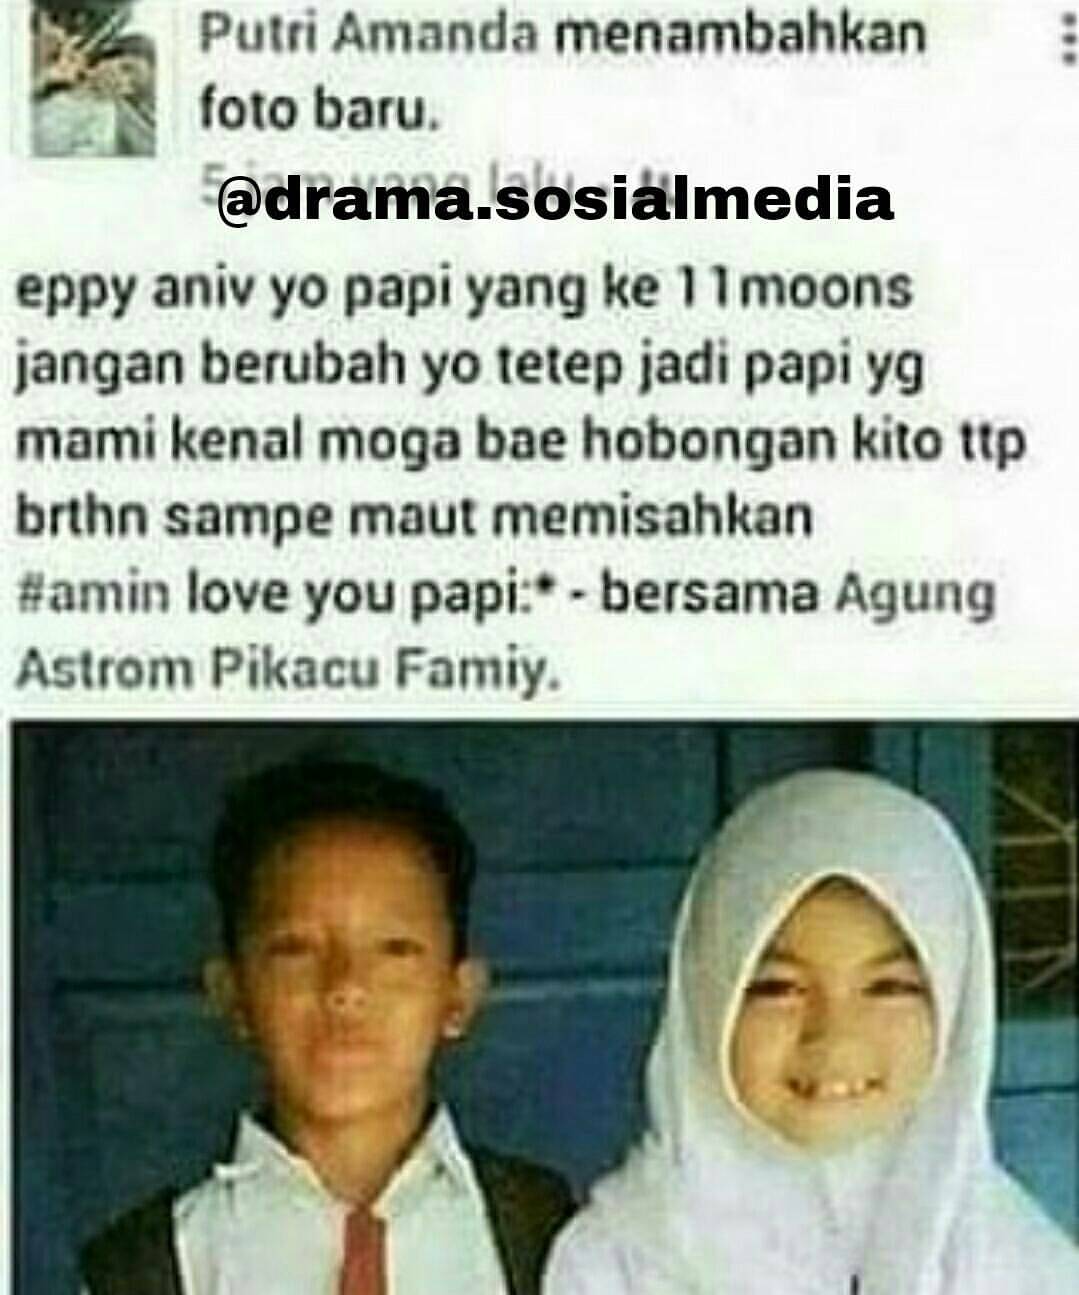 Putri Amanda menambahkan
foto baru.
@drama.sosialmedia
eppy aniv yo papi yang ke 11moons
jangan berubah yo tetep jadi papi yg
mami kenal moga bae hobongan kito ttp
brthn sampe maut memisahkan
#amin love you papi:* - bersama Agung
Astrom Pikacu Famiy.